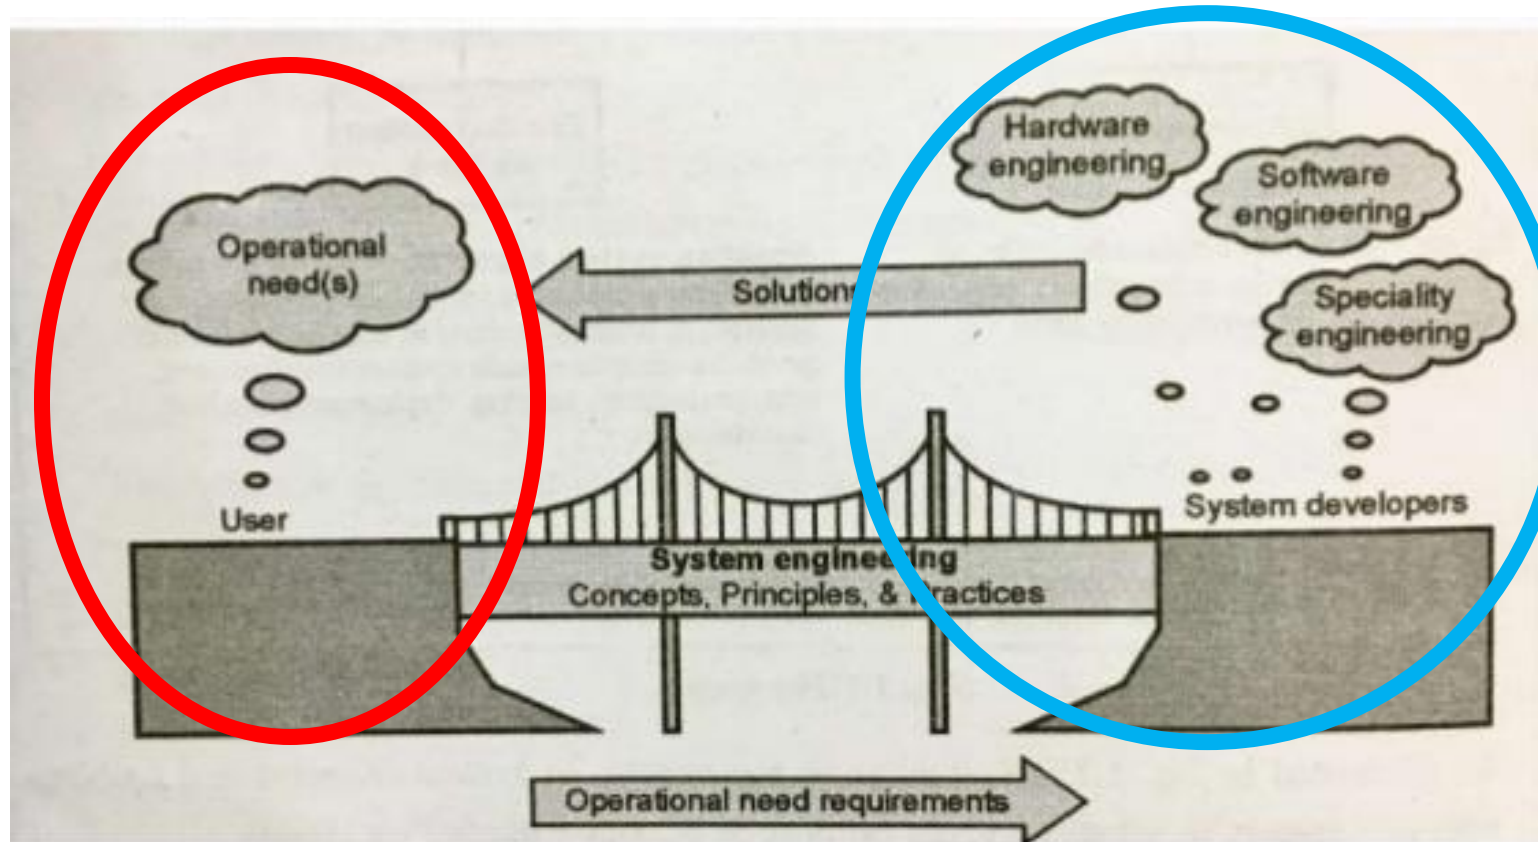 Hardware
engineering
Software
engineering
Operational
need(s)
Solutions
Speciality
engineering
User
System developers
System engineering
Concepts, Principles, & Practices
Operational need requirements